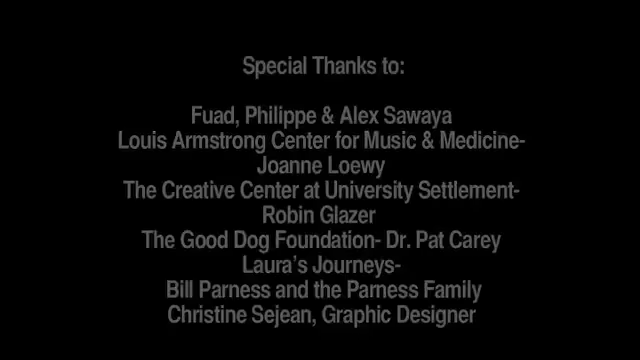 Special Thanks to:
Fuad, Philippe & Alex Sawaya
Louis Armstrong Center for Music & Medicine-
Joanne Loewy
The Creative Center at University Settlement-
Robin Glazer
The Good Dog Foundation- Dr. Pat Carey
Laura’s Journeys-
Bill Parness and the Parness Family
Christine Sejean, Graphic Designer